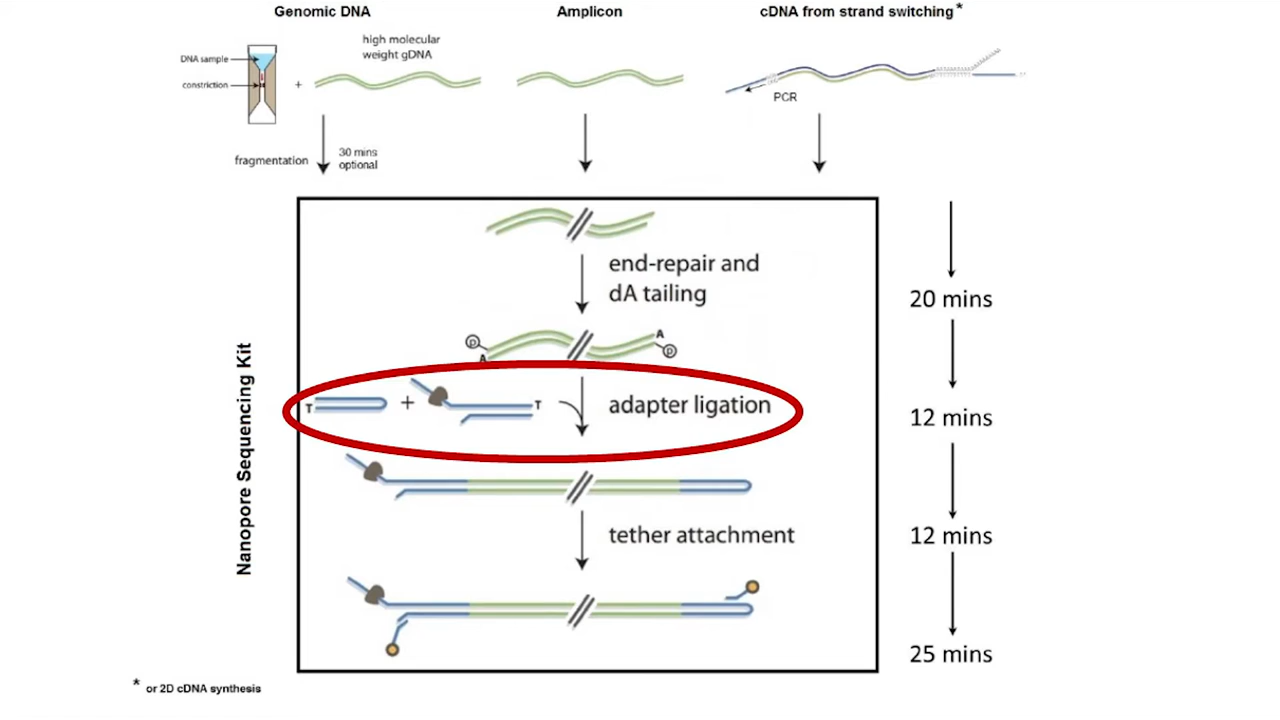 Genomic DNA
Amplicon
cDNA from strand switching*
high molecular
weight gDNA
DNA sample
constriction
+
PCR
fragmentation
30 mins
optional
end-repair and
dA tailing
20 mins
P
A
A
P
T
+
T
adapter ligation
12 mins
Nanopore Sequencing Kit
tether attachment
12 mins
25 mins
* or 2D cDNA synthesis